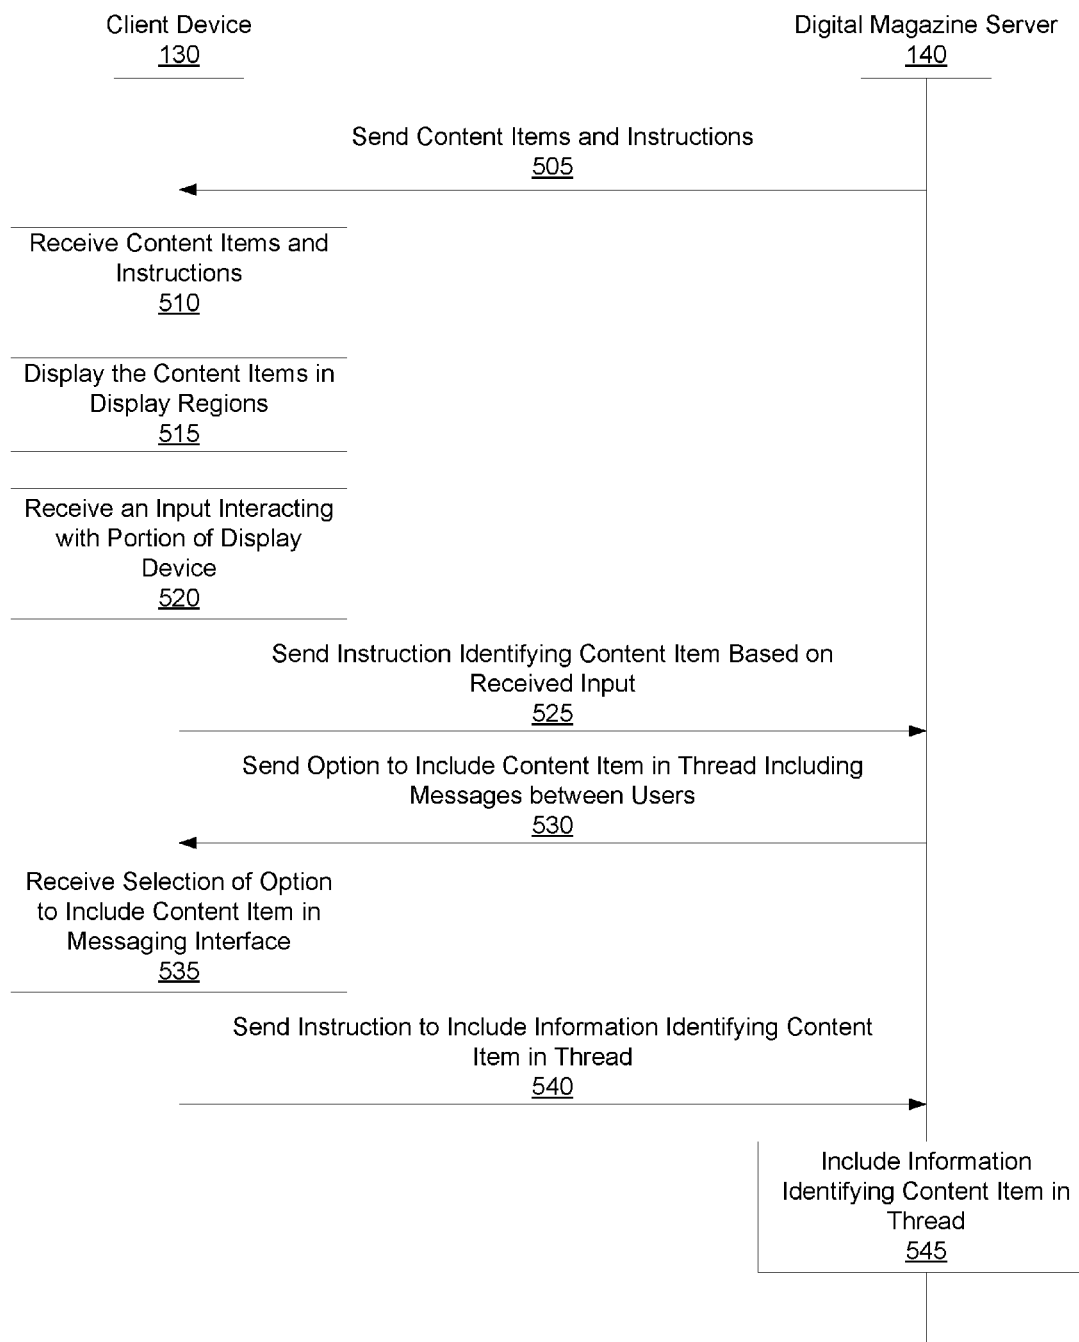 Client Device
130
Digital Magazine Server
140
Send Content Items and Instructions
505
Receive Content Items and
Instructions
510
Display the Content Items in
Display Regions
515
Receive an Input Interacting
with Portion of Display
Device
520
Send Instruction Identifying Content Item Based on
Received Input
525
Send Option to Include Content Item in Thread Including
Messages between Users
530
Receive Selection of Option
to Include Content Item in
Messaging Interface
535
Send Instruction to Include Information Identifying Content
Item in Thread
540
Include Information
Identifying Content Item in
Thread
545